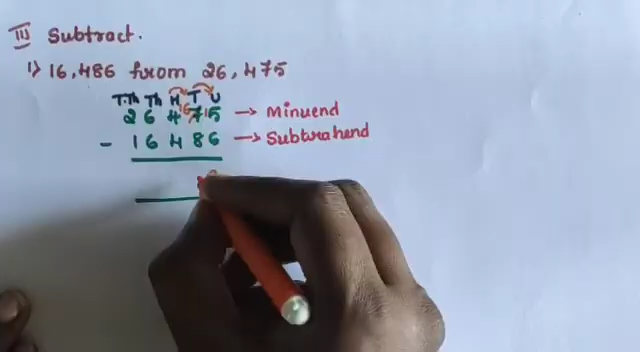 III Subtract.
1) 16,486 from 26,475
T.Th Th H T U
2 6 4 7 5 → Minuend
- 1 6 4 8 6 → Subtrahend